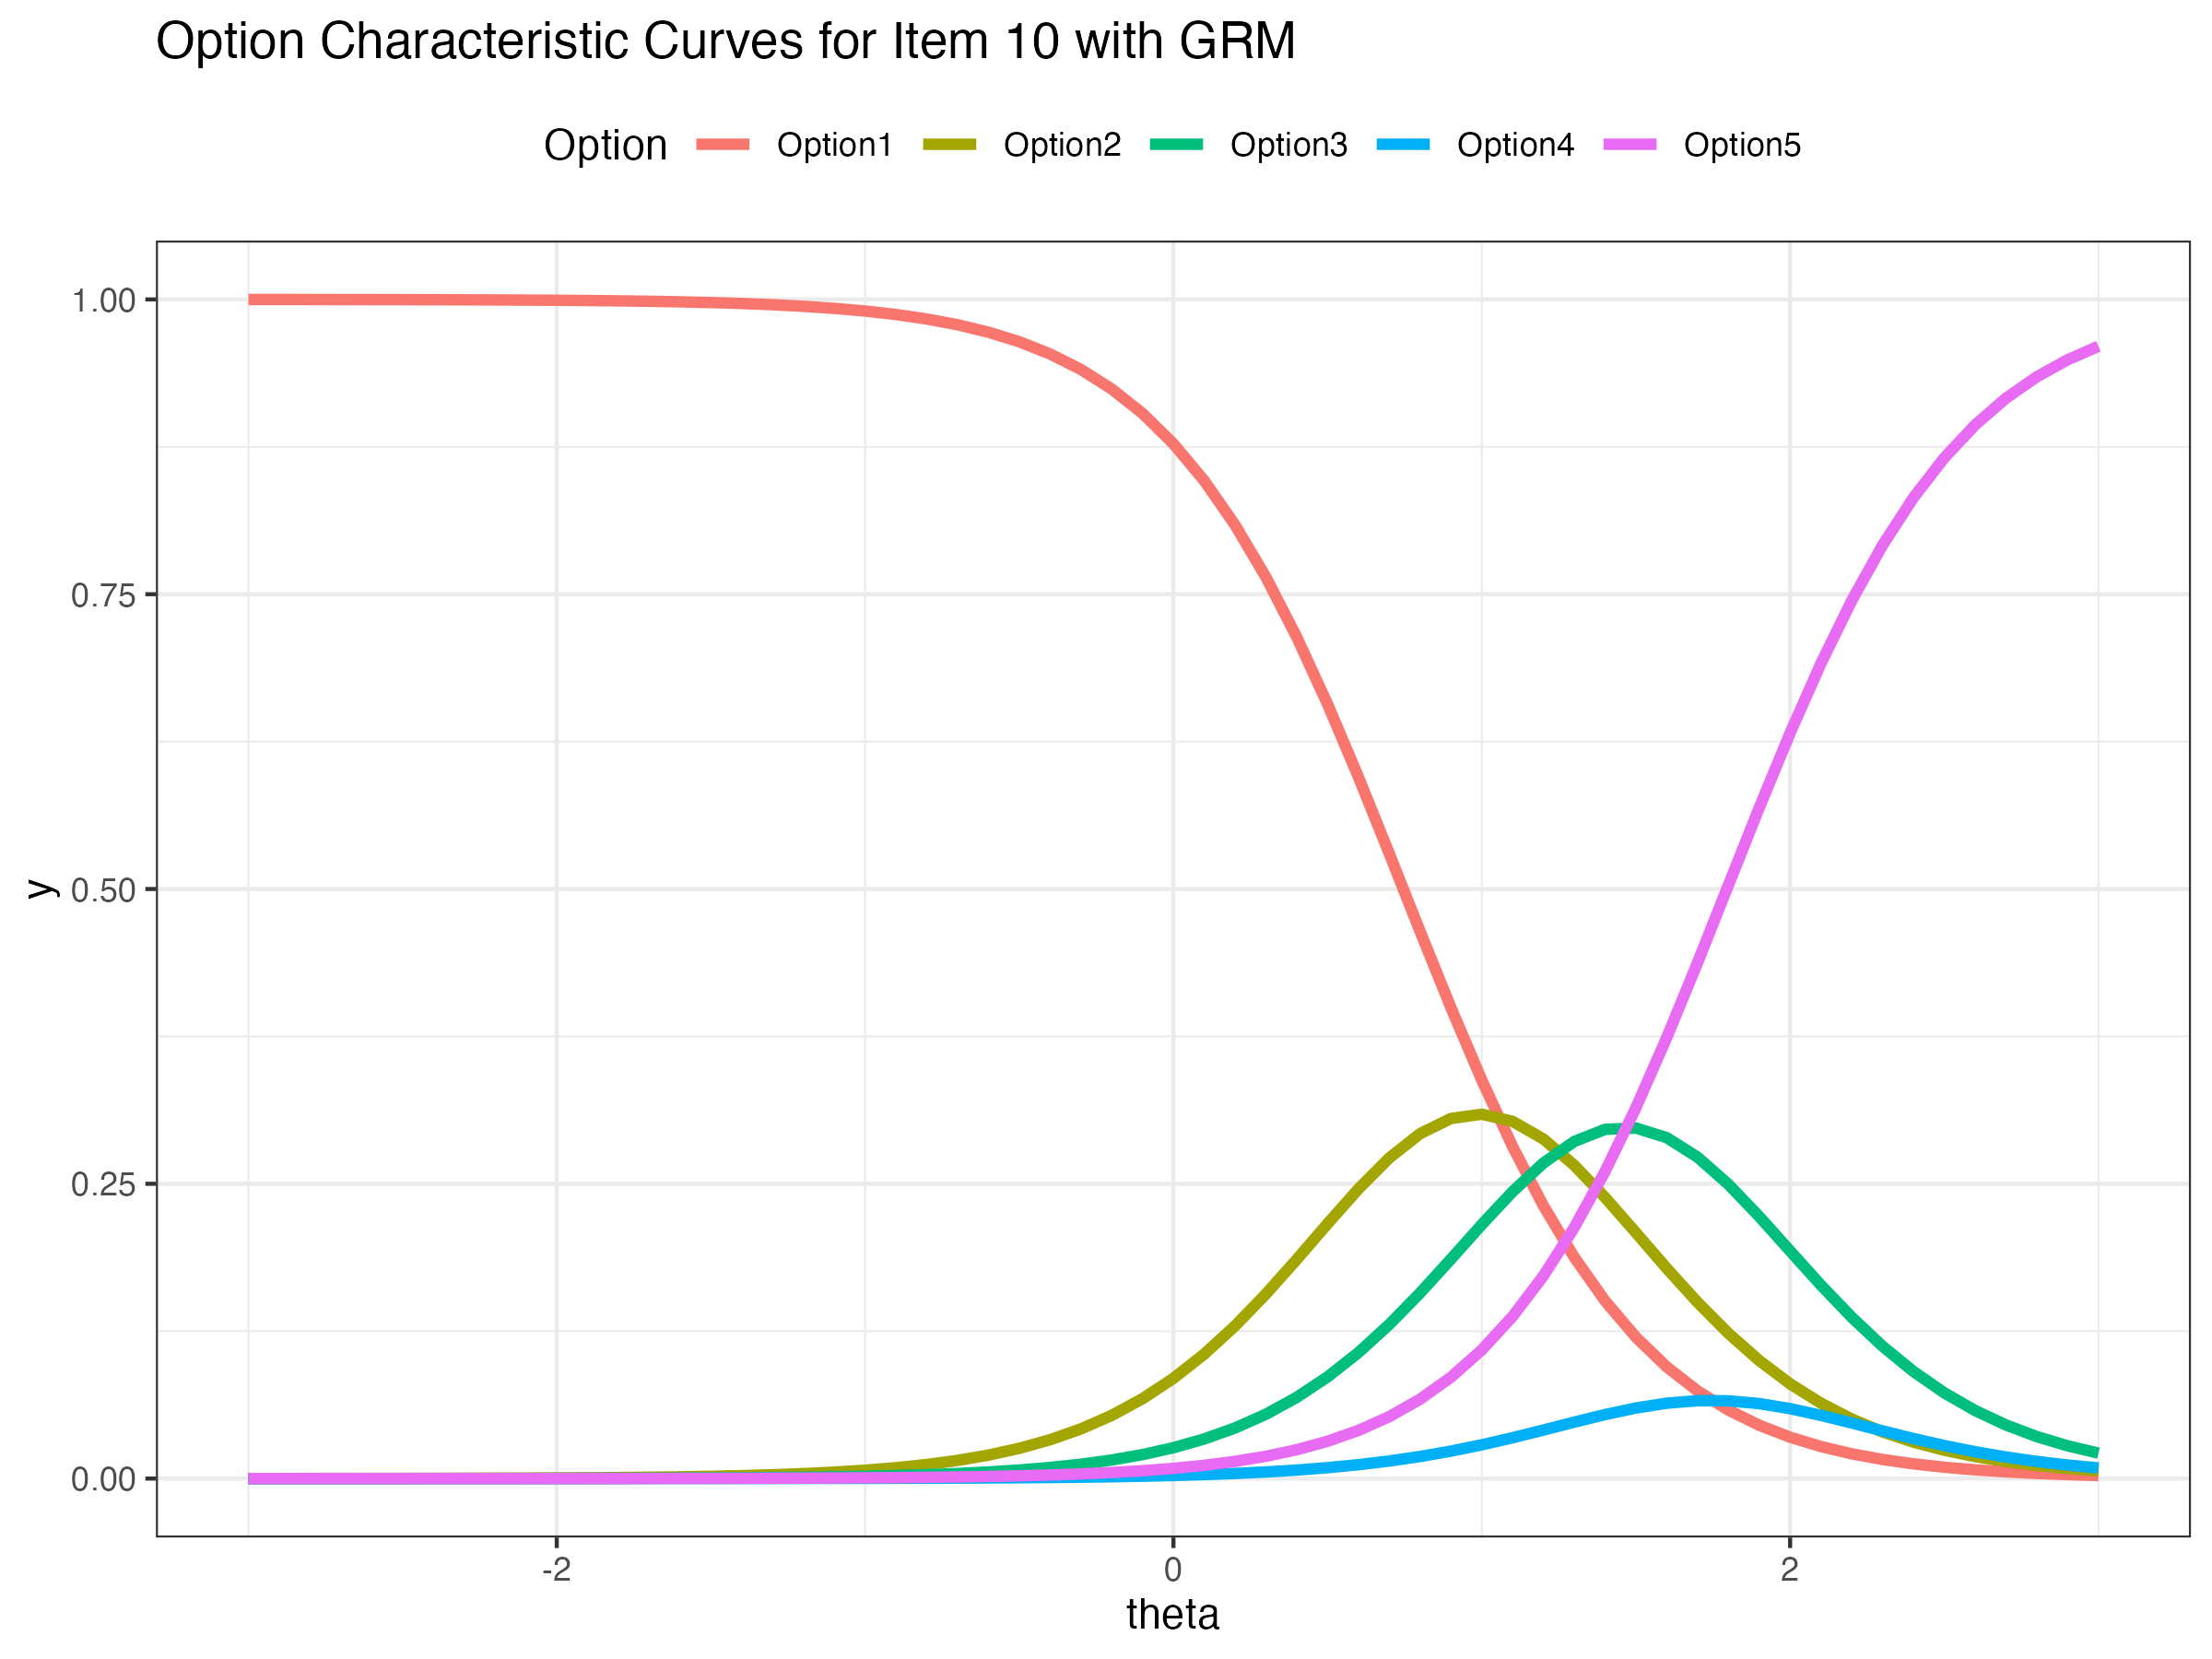 Option Characteristic Curves for Item 10 with GRM
Option Option1 Option2 Option3 Option4 Option5
1.00
0.75
0.50
0.25
0.00
y
-2 0 2
theta